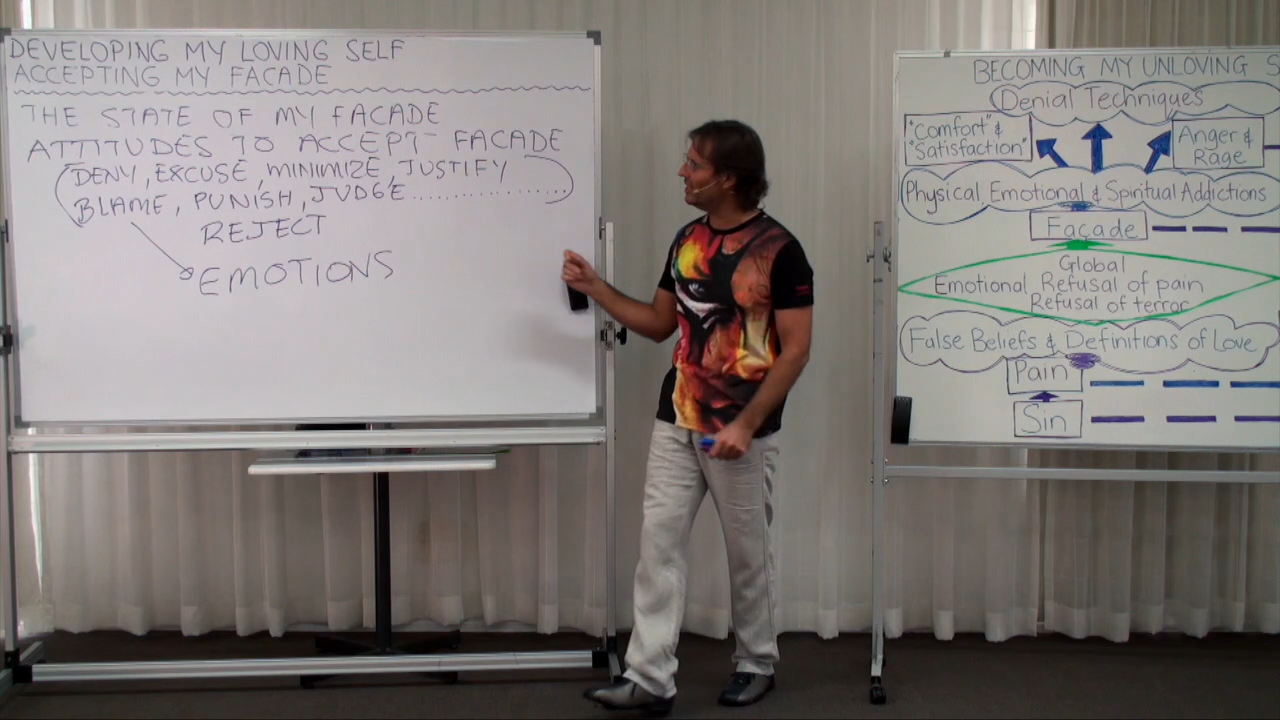 DEVELOPING MY LOVING SELF
ACCEPTING MY FACADE
THE STATE OF MY FACADE
ATTITUDES TO ACCEPT FACADE
DENY, EXCUSE, MINIMIZE, JUSTIFY
BLAME, PUNISH, JUDGE..............
REJECT
EMOTIONS
BECOMING MY UNLOVING S
Denial Techniques
"Comfort" &
"Satisfaction"
Anger &
Rage
Physical, Emotional & Spiritual Addictions
Façade
Global
Emotional Refusal of pain
Refusal of terror
False Beliefs & Definitions of Love
Pain
Sin